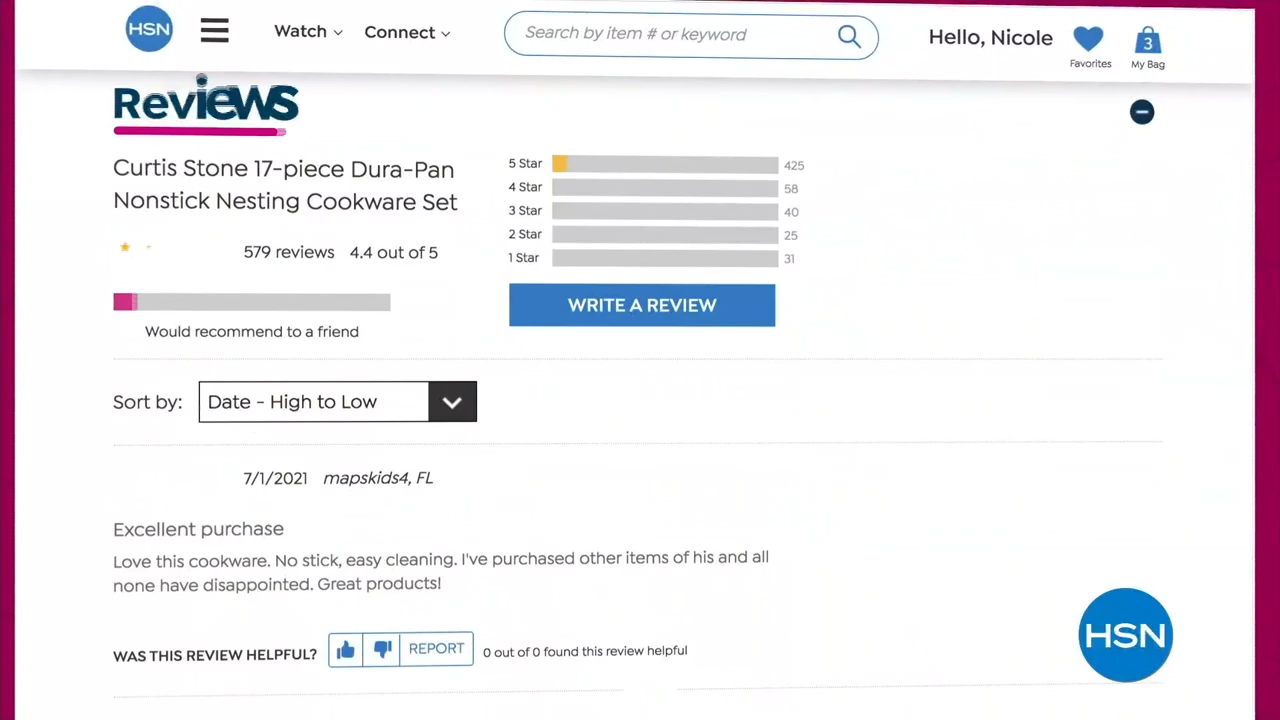 HSN
Watch
Connect
Search by item # or keyword
Hello, Nicole
Favorites
3
My Bag
Reviews
Curtis Stone 17-piece Dura-Pan
Nonstick Nesting Cookware Set
579 reviews 4.4 out of 5
Would recommend to a friend
5 Star 425
4 Star 58
3 Star 40
2 Star 25
1 Star 31
WRITE A REVIEW
Sort by: Date - High to Low
7/1/2021 mapskids4, FL
Excellent purchase
Love this cookware. No stick, easy cleaning. I've purchased other items of his and all
none have disappointed. Great products!
WAS THIS REVIEW HELPFUL? REPORT 0 out of 0 found this review helpful
HSN